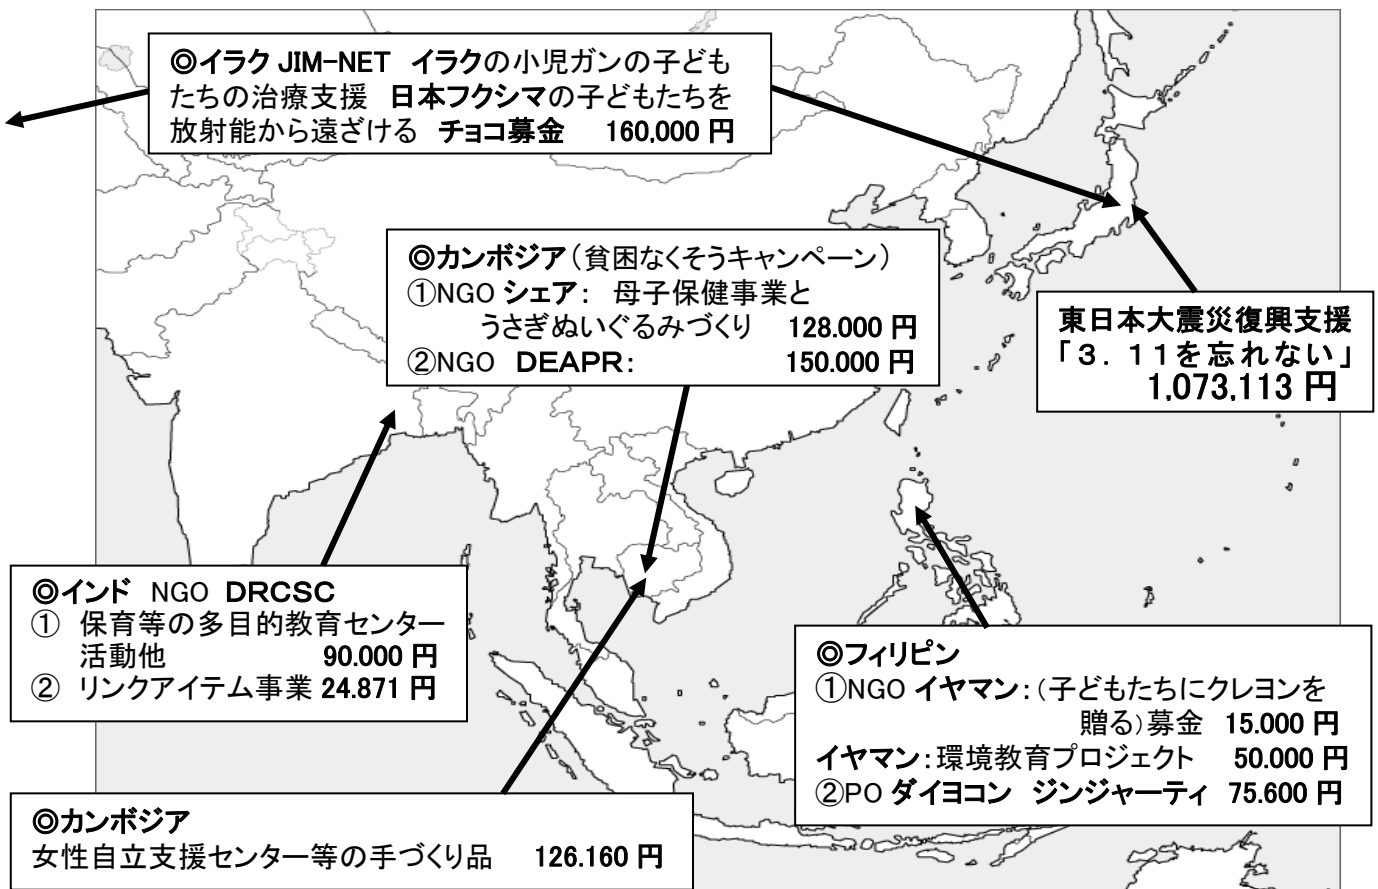 ◎イラク JIM-NET イラクの小児ガンの子ども
たちの治療支援 日本フクシマの子どもたちを
放射能から遠ざける チョコ募金 160,000 円
◎カンボジア（貧困なくそうキャンペーン）
①NGO シェア： 母子保健事業と
うさぎぬいぐるみづくり 128.000 円
②NGO DEAPR： 150.000 円
東日本大震災復興支援
「３．１１を忘れない」
1,073,113 円
◎インド NGO DRCSC
① 保育等の多目的教育センター
活動他 90.000 円
② リンクアイテム事業 24.871 円
◎フィリピン
①NGO イヤマン：（子どもたちにクレヨンを
贈る）募金 15.000 円
イヤマン：環境教育プロジェクト 50.000 円
②PO ダイヨコン ジンジャーティ 75.600 円
◎カンボジア
女性自立支援センター等の手づくり品 126.160 円